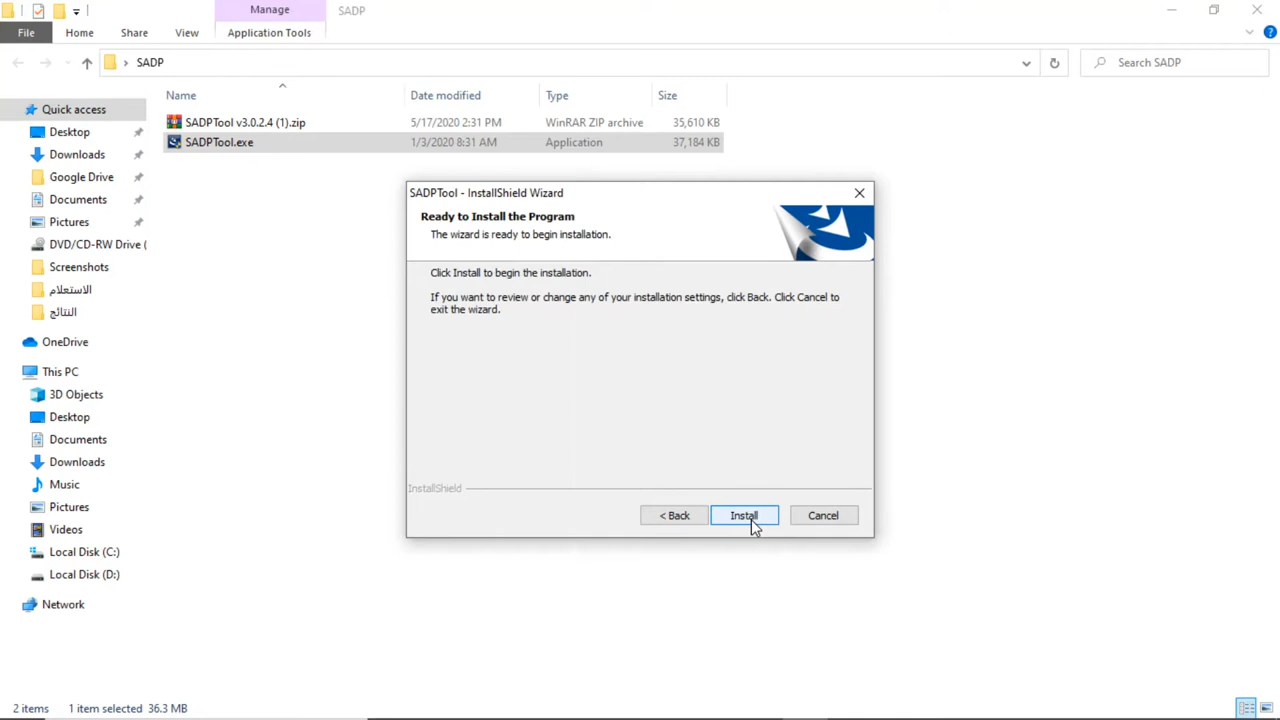 Manage
SADP
File
Home
Share
View
Application Tools
SADP
Search SADP
Name
Date modified
Type
Size
SADPTool v3.0.2.4 (1).zip
5/17/2020 2:31 PM
WinRAR ZIP archive
35,610 KB
SADPTool.exe
1/3/2020 8:31 AM
Application
37,184 KB
Quick access
Desktop
Downloads
Google Drive
Documents
Pictures
DVD/CD-RW Drive (
Screenshots
الاستعلام
النتائج
OneDrive
This PC
3D Objects
Desktop
Documents
Downloads
Music
Pictures
Videos
Local Disk (C:)
Local Disk (D:)
Network
SADPTool - InstallShield Wizard
Ready to Install the Program
The wizard is ready to begin installation.
Click Install to begin the installation.
If you want to review or change any of your installation settings, click Back. Click Cancel to
exit the wizard.
InstallShield
< Back
Install
Cancel
2 items
1 item selected 36.3 MB